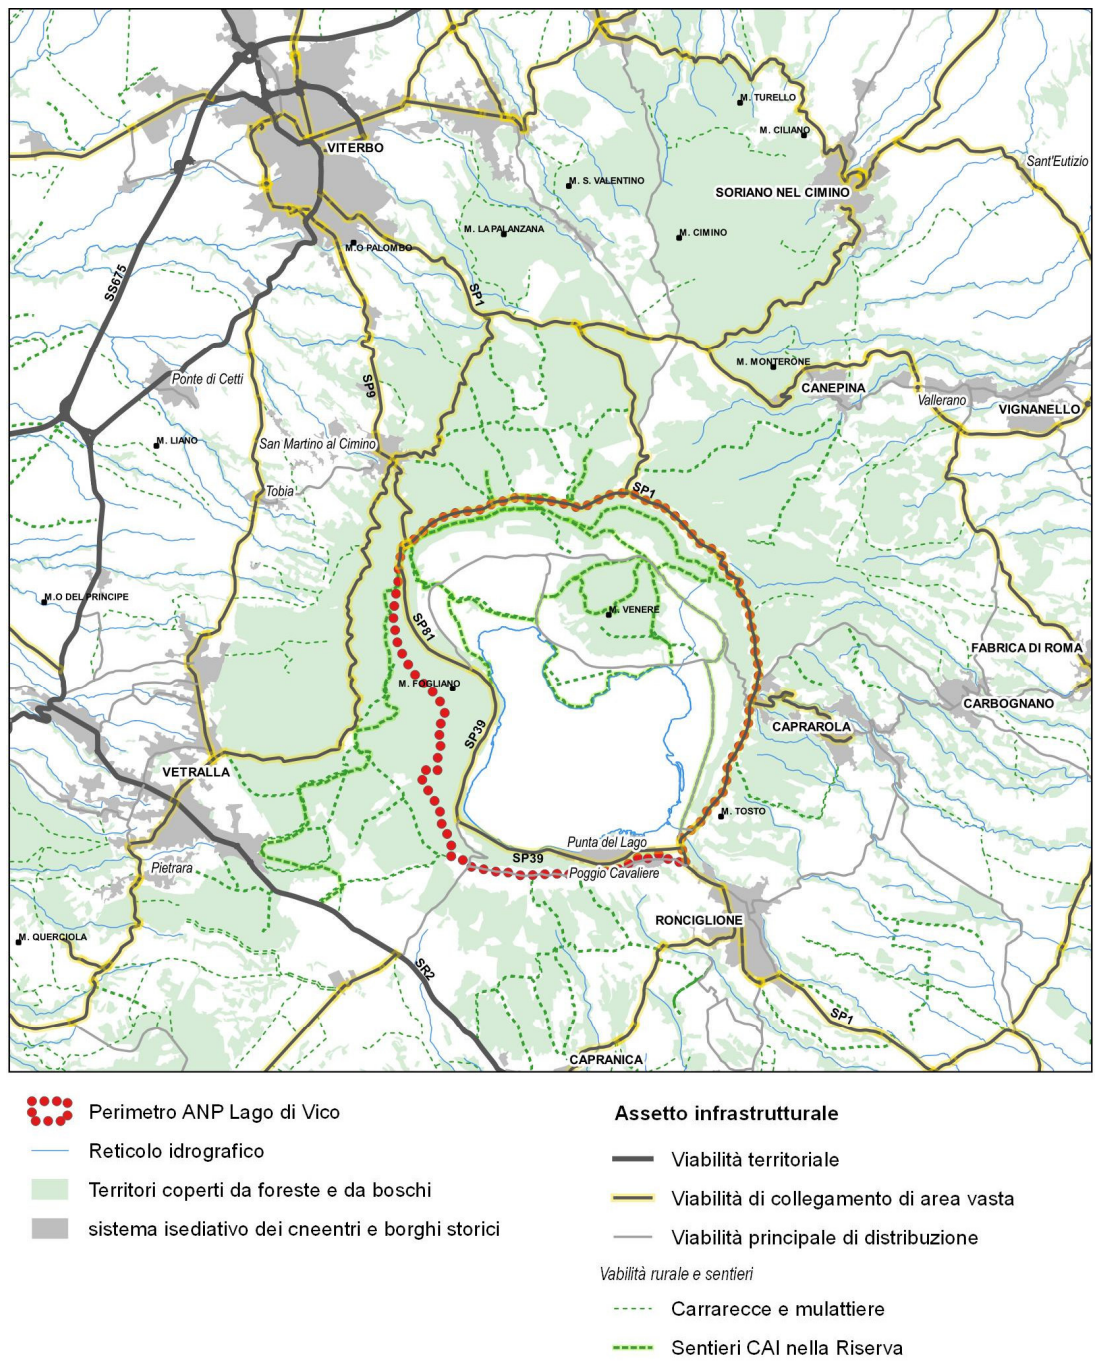 M. TURELLO
M. CILIANO
VITERBO
Sant'Eutizio
M. S. VALENTINO
SORIANO NEL CIMINO
M. LA PALANZANA
M. CIMINO
M.O PALOMBO
SS675
SP1
M. MONTERONE
Ponte di Cetti
SP9
CANEPINA
Vallerano
VIGNANELLO
M. LIANO
San Martino al Cimino
Tobia
SP1
M.O DEL PRINCIPE
M. VENERE
SP81
FABRICA DI ROMA
M. FOGLIANO
CARBOGNANO
SP39
CAPRAROLA
VETRALLA
M. TOSTO
Punta del Lago
SP39
Pietrara
Poggio Cavaliere
RONCIGLIONE
M. QUERCIOLA
SR2
SP1
CAPRANICA
Perimetro ANP Lago di Vico
Reticolo idrografico
Territori coperti da foreste e da boschi
sistema isediativo dei cneentri e borghi storici
Assetto infrastrutturale
Viabilità territoriale
Viabilità di collegamento di area vasta
Viabilità principale di distribuzione
Vabilità rurale e sentieri
Carrarecce e mulattiere
Sentieri CAI nella Riserva